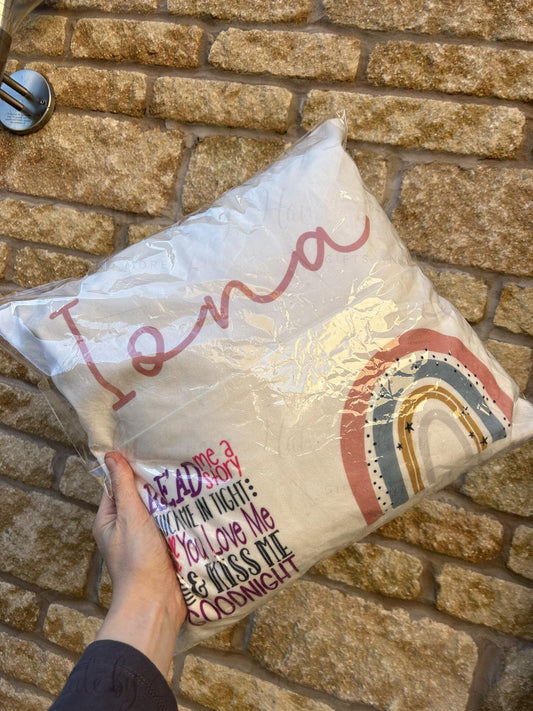 Iona
READ me a story
ME IN TIGHT:
You Love Me
& KISS ME
GOODNIGHT